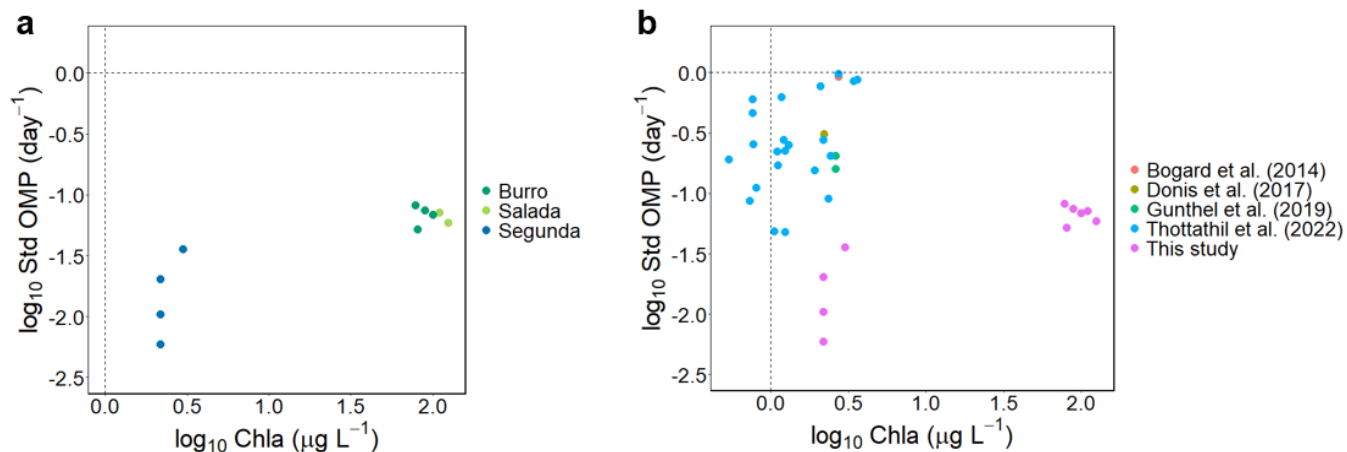 a
log₁₀ Std OMP (day⁻¹)
0.0
-0.5
-1.0
-1.5
-2.0
-2.5
0.0 0.5 1.0 1.5 2.0
log₁₀ Chla (μg L⁻¹)
Burro
Salada
Segunda
b
log₁₀ Std OMP (day⁻¹)
0.0
-0.5
-1.0
-1.5
-2.0
-2.5
0.0 0.5 1.0 1.5 2.0
log₁₀ Chla (μg L⁻¹)
Bogard et al. (2014)
Donis et al. (2017)
Gunthel et al. (2019)
Thottathil et al. (2022)
This study